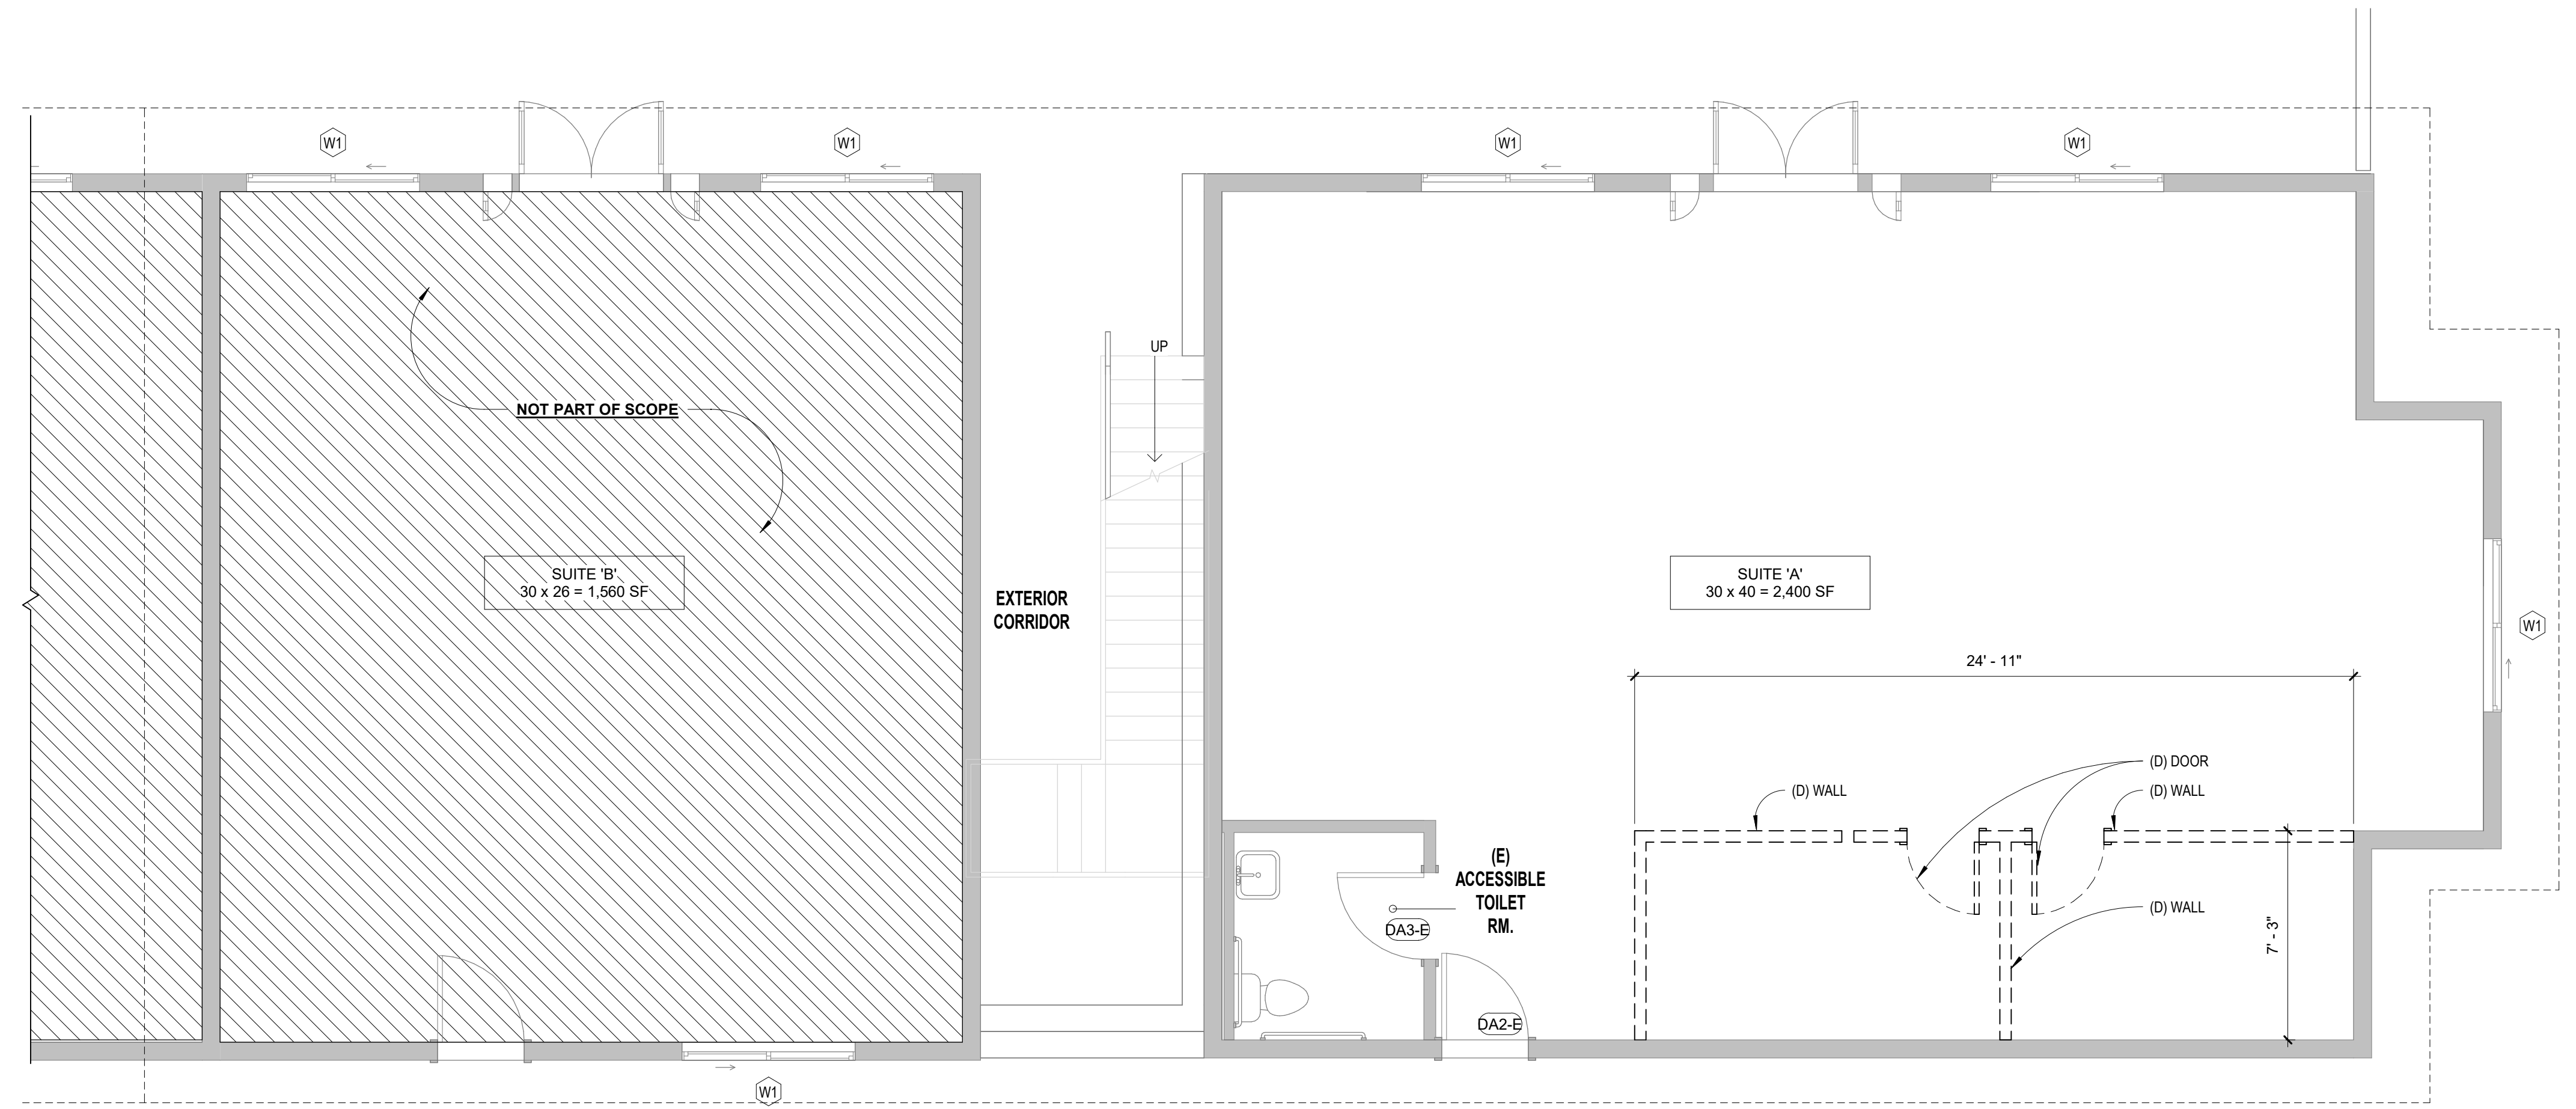 W1
W1
W1
W1
UP
NOT PART OF SCOPE
SUITE 'B'
30 x 26 = 1,560 SF
EXTERIOR
CORRIDOR
SUITE 'A'
30 x 40 = 2,400 SF
W1
24' - 11"
(D) DOOR
(D) WALL
(D) WALL
(E)
ACCESSIBLE
TOILET
RM.
(D) WALL
DA3-E
7' - 3"
DA2-E
W1